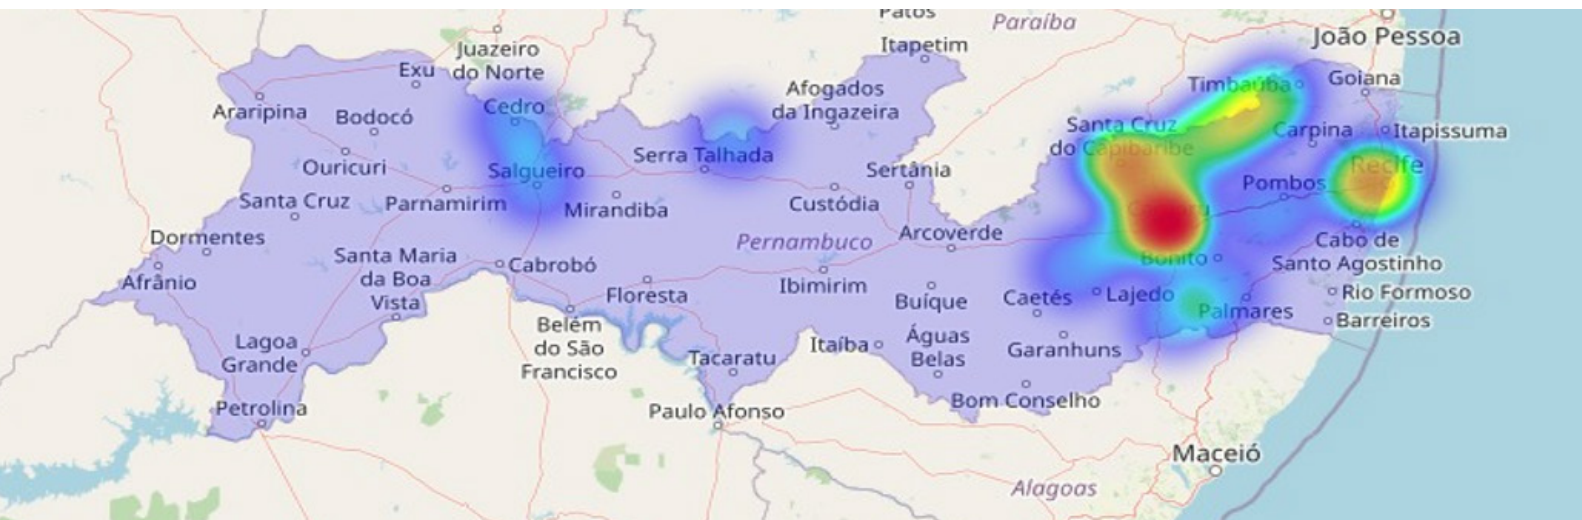 Patos
Paraíba
João Pessoa
Itapetim
Juazeiro
do Norte
Exu
Araripina
Bodocó
Cedro
Afogados
da Ingazeira
Timbaúba
Goiana
Santa Cruz
do Capibaribe
Carpina
Itapissuma
Ouricuri
Salgueiro
Serra Talhada
Sertânia
Pombos
Recife
Santa Cruz
Parnamirim
Mirandiba
Custódia
Dormentes
Pernambuco
Arcoverde
Cabo de
Santo Agostinho
Santa Maria
da Boa
Vista
Cabrobó
Bonito
Afrânio
Floresta
Ibimirim
Buíque
Caetés
Lajedo
Palmares
Rio Formoso
Barreiros
Belém
do São
Francisco
Lagoa
Grande
Itaíba
Águas
Belas
Garanhuns
Tacaratu
Petrolina
Paulo Afonso
Bom Conselho
Maceió
Alagoas